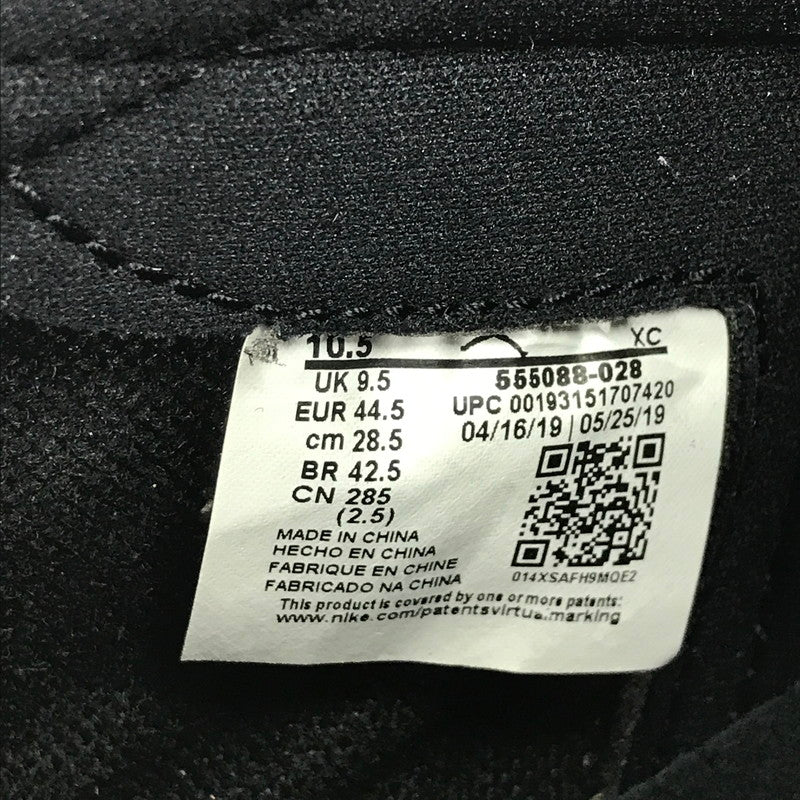 10.5 XC
UK 9.5 555088-028
EUR 44.5 UPC 00193151707420
cm 28.5 04/16/19 | 05/25/19
BR 42.5
CN 285
(2.5)
MADE IN CHINA
HECHO EN CHINA
FABRIQUE EN CHINE
FABRICADO NA CHINA
014XSAFH9MQE2
This product is covered by one or more patents:
www.nike.com/patentsvirtua.marking